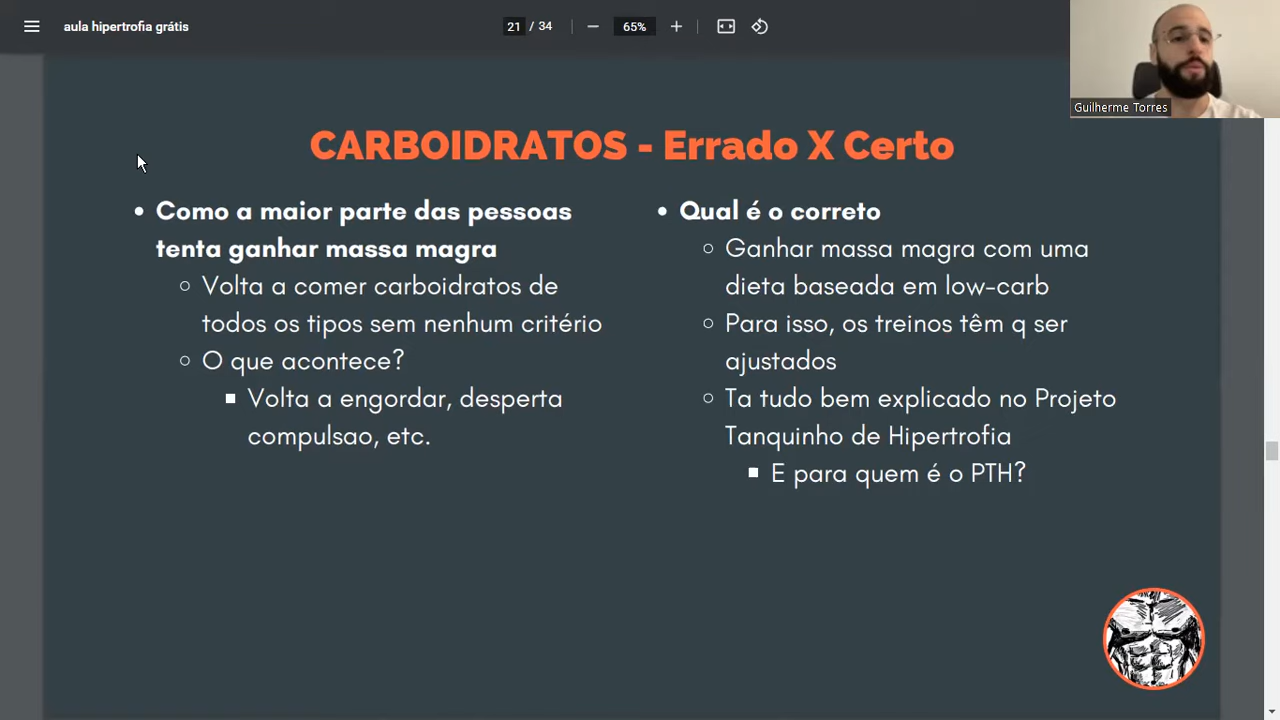 aula hipertrofia grátis
21 / 34
65%
Guilherme Torres
CARBOIDRATOS - Errado X Certo
Como a maior parte das pessoas
tenta ganhar massa magra
Volta a comer carboidratos de
todos os tipos sem nenhum critério
O que acontece?
Volta a engordar, desperta
compulsao, etc.
Qual é o correto
Ganhar massa magra com uma
dieta baseada em low-carb
Para isso, os treinos têm q ser
ajustados
Ta tudo bem explicado no Projeto
Tanquinho de Hipertrofia
E para quem é o PTH?